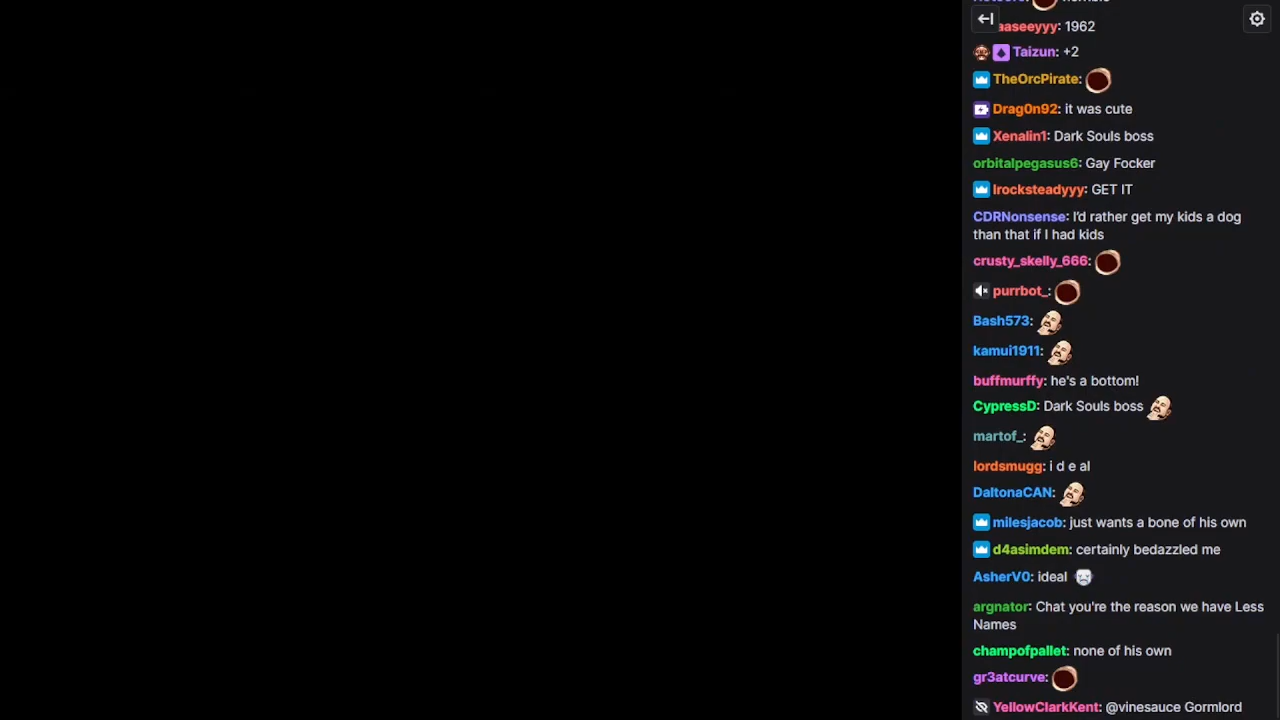 aaseeyyy: 1962
Taizun: +2
TheOrcPirate:
Drag0n92: it was cute
Xenalin1: Dark Souls boss
orbitalpegasus6: Gay Focker
Irocksteadyyy: GET IT
CDRNonsense: I'd rather get my kids a dog
than that if I had kids
crusty_skelly_666:
purrbot_:
Bash573:
kamui1911:
buffmurffy: he's a bottom!
CypressD: Dark Souls boss
martof_:
lordsmugg: i d e al
DaltonaCAN:
milesjacob: just wants a bone of his own
d4asimdem: certainly bedazzled me
AsherV0: ideal
argnator: Chat you're the reason we have Less
Names
champofpallet: none of his own
gr3atcurve:
YellowClarkKent: @vinesauce Gormlord